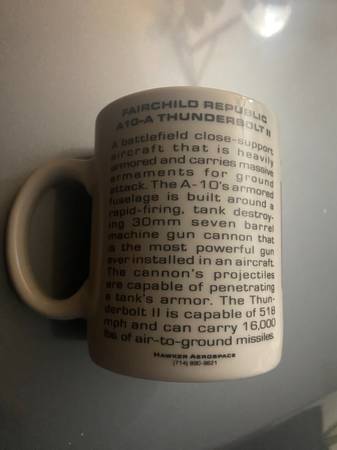 FAIRCHILD REPUBLIC
A10-A THUNDERBOLT II
A battlefield close-support
aircraft that is heavily
armored and carries massive
armaments for ground
attack. The A-10's armored
fuselage is built around a
rapid-firing, tank destroy-
ing 30mm seven barrel
machine gun cannon that
is the most powerful gun
ever installed in an aircraft.
The cannon's projectiles
are capable of penetrating
a tank's armor. The Thun-
derbolt II is capable of 518
mph and can carry 16,000
lbs of air-to-ground missiles.
HAWKER AEROSPACE
(714) 890-8621